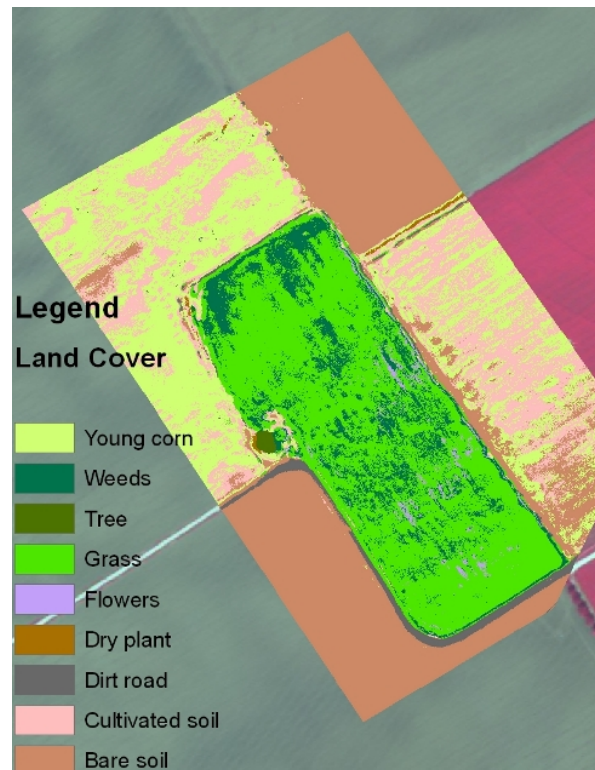 Legend
Land Cover
Young corn
Weeds
Tree
Grass
Flowers
Dry plant
Dirt road
Cultivated soil
Bare soil